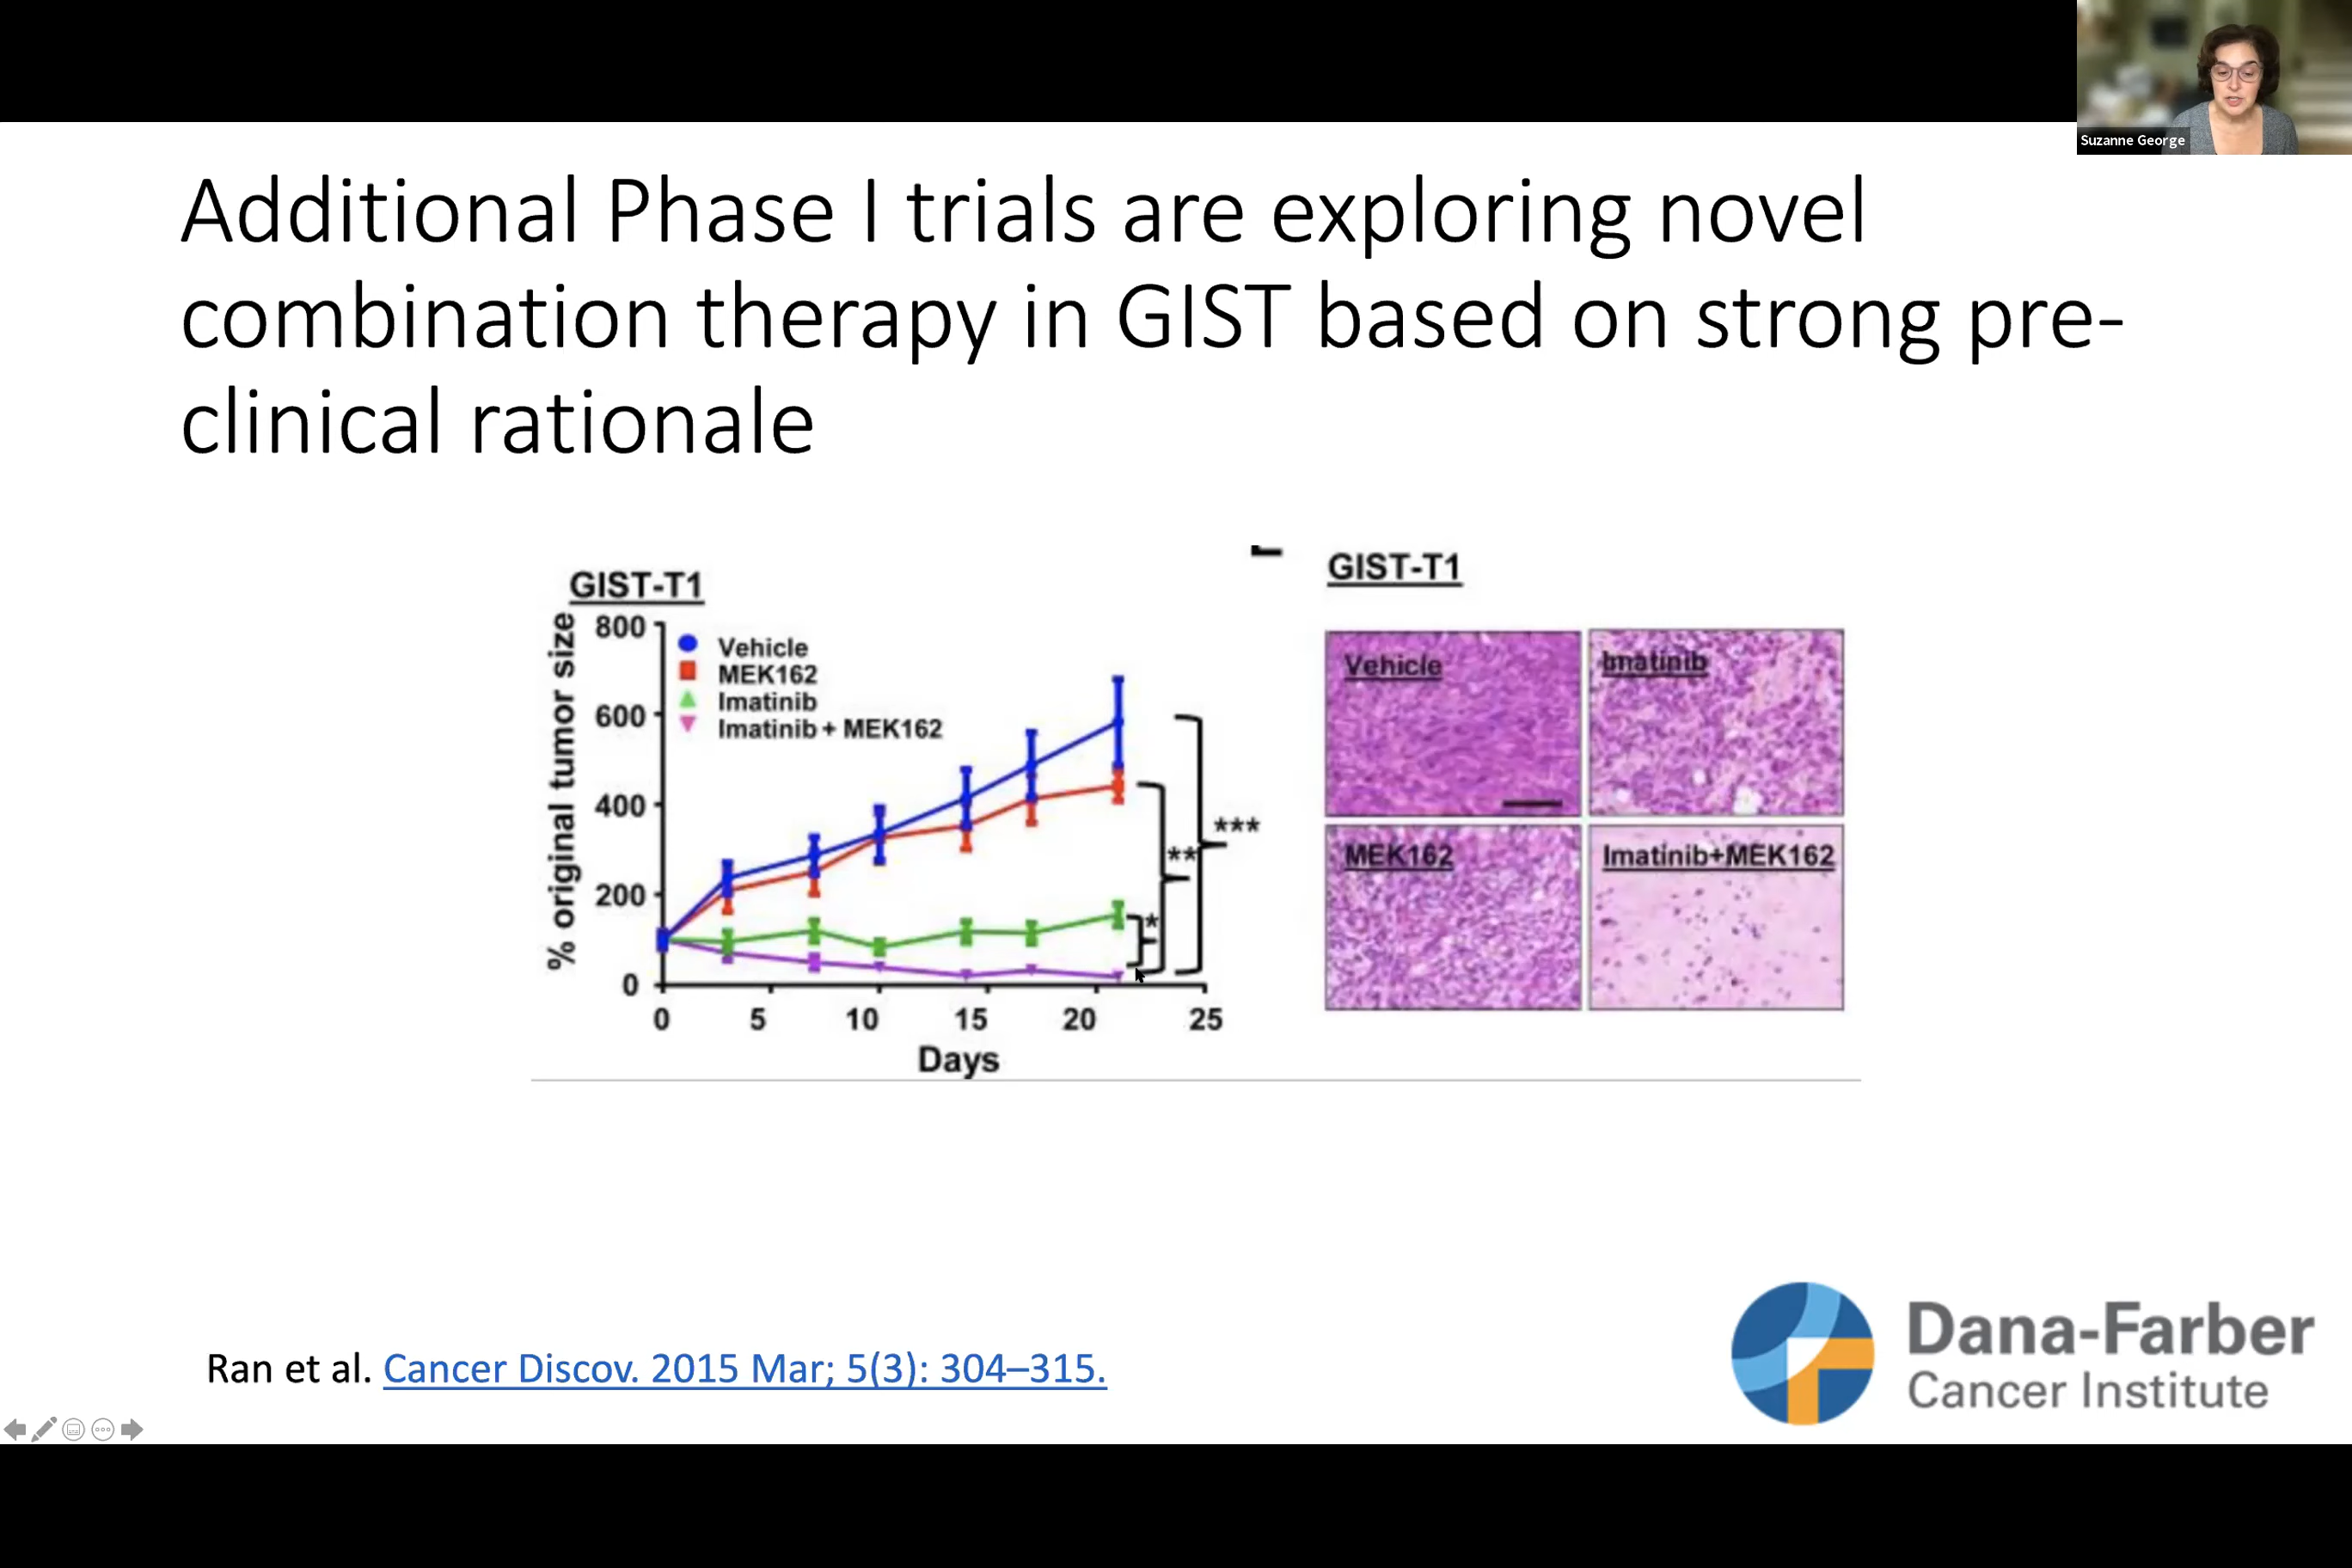 Suzanne George
Additional Phase I trials are exploring novel
combination therapy in GIST based on strong pre-
clinical rationale
GIST-T1
% original tumor size
800
600
400
200
0
Vehicle
MEK162
Imatinib
Imatinib + MEK162
***
**
*
0 5 10 15 20 25
Days
GIST-T1
Vehicle
Imatinib
MEK162
Imatinib+MEK162
Ran et al. Cancer Discov. 2015 Mar; 5(3): 304–315.
Dana-Farber
Cancer Institute